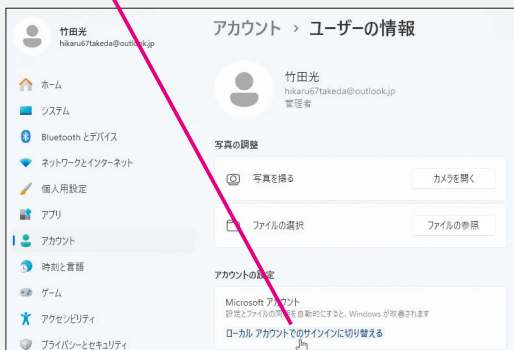 竹田光
hikaru67takeda@outlook.jp
ホーム
システム
Bluetooth とデバイス
ネットワークとインターネット
個人用設定
アプリ
アカウント
時刻と言語
ゲーム
アクセシビリティ
プライバシーとセキュリティ
アカウント › ユーザーの情報
竹田光
hikaru67takeda@outlook.jp
管理者
写真の調整
写真を撮る
カメラを開く
ファイルの選択
ファイルの参照
アカウントの設定
Microsoft アカウント
設定とファイルの同期を自動的にすると、Windows が改善されます
ローカル アカウントでのサインインに切り替える